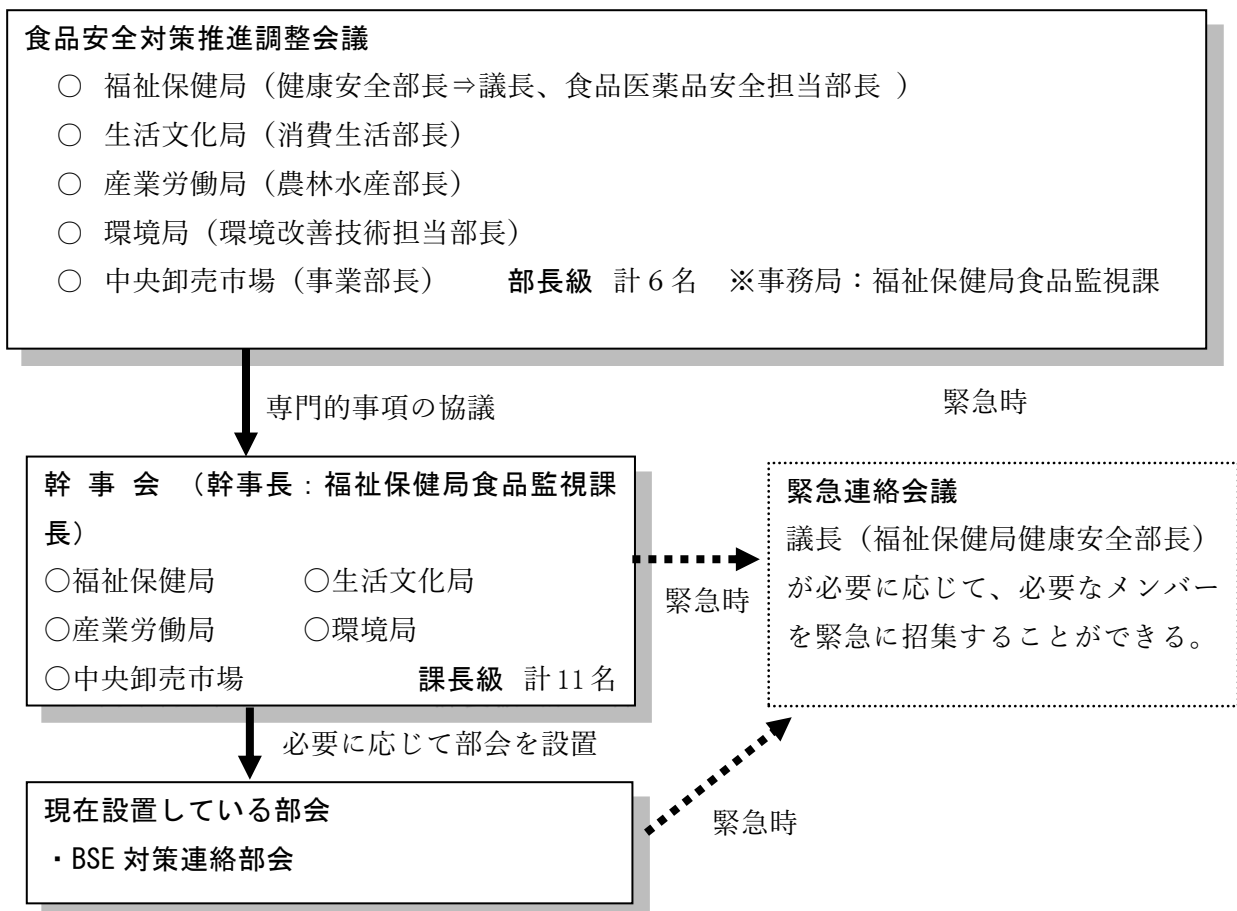 食品安全対策推進調整会議
○ 福祉保健局（健康安全部長⇒議長、食品医薬品安全担当部長 ）
○ 生活文化局（消費生活部長）
○ 産業労働局（農林水産部長）
○ 環境局（環境改善技術担当部長）
○ 中央卸売市場（事業部長） 部長級 計6名 ※事務局：福祉保健局食品監視課
専門的事項の協議
緊急時
幹 事 会 （幹事長：福祉保健局食品監視課
長）
○福祉保健局 ○生活文化局
○産業労働局 ○環境局
○中央卸売市場 課長級 計11名
緊急時
緊急連絡会議
議長（福祉保健局健康安全部長）
が必要に応じて、必要なメンバー
を緊急に招集することができる。
必要に応じて部会を設置
現在設置している部会
・BSE 対策連絡部会
緊急時